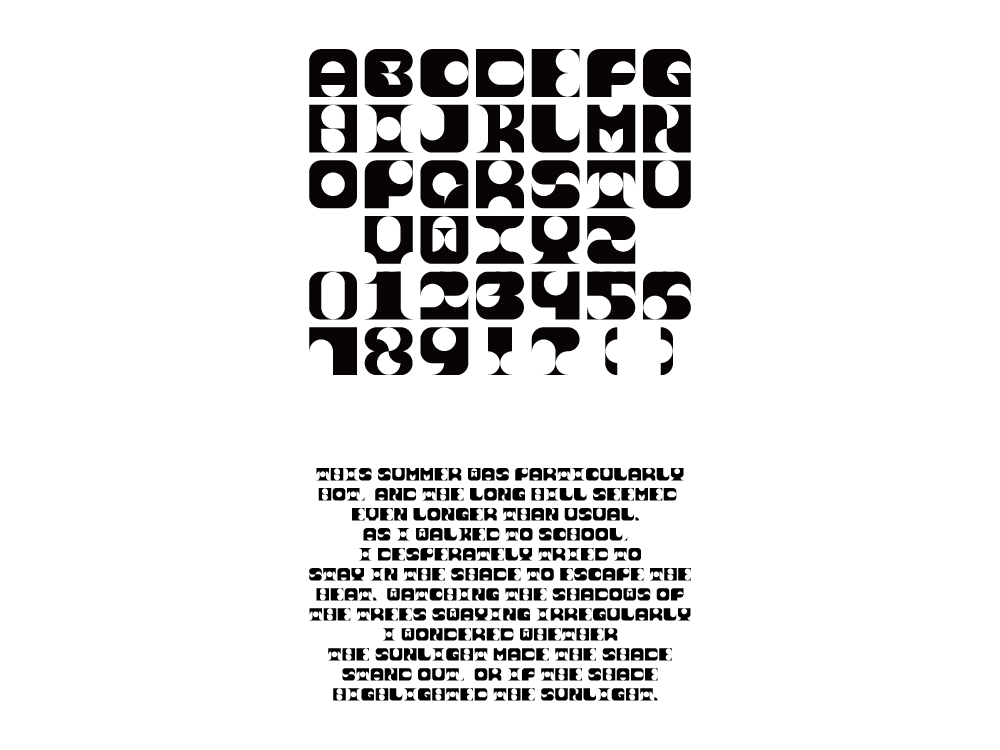 ABCDEFG
HIJKLMN
OPQRSTU
VWXYZ
0123456
789!?()
THIS SUMMER WAS PARTICULARLY
HOT, AND THE LONG HILL SEEMED
EVEN LONGER THAN USUAL.
AS I WALKED TO SCHOOL,
I DESPERATELY TRIED TO
STAY IN THE SHADE TO ESCAPE THE
HEAT. WATCHING THE SHADOWS OF
THE TREES SWAYING IRREGULARLY
I WONDERED WHETHER
THE SUNLIGHT MADE THE SHADE
STAND OUT, OR IF THE SHADE
HIGHLIGHTED THE SUNLIGHT.